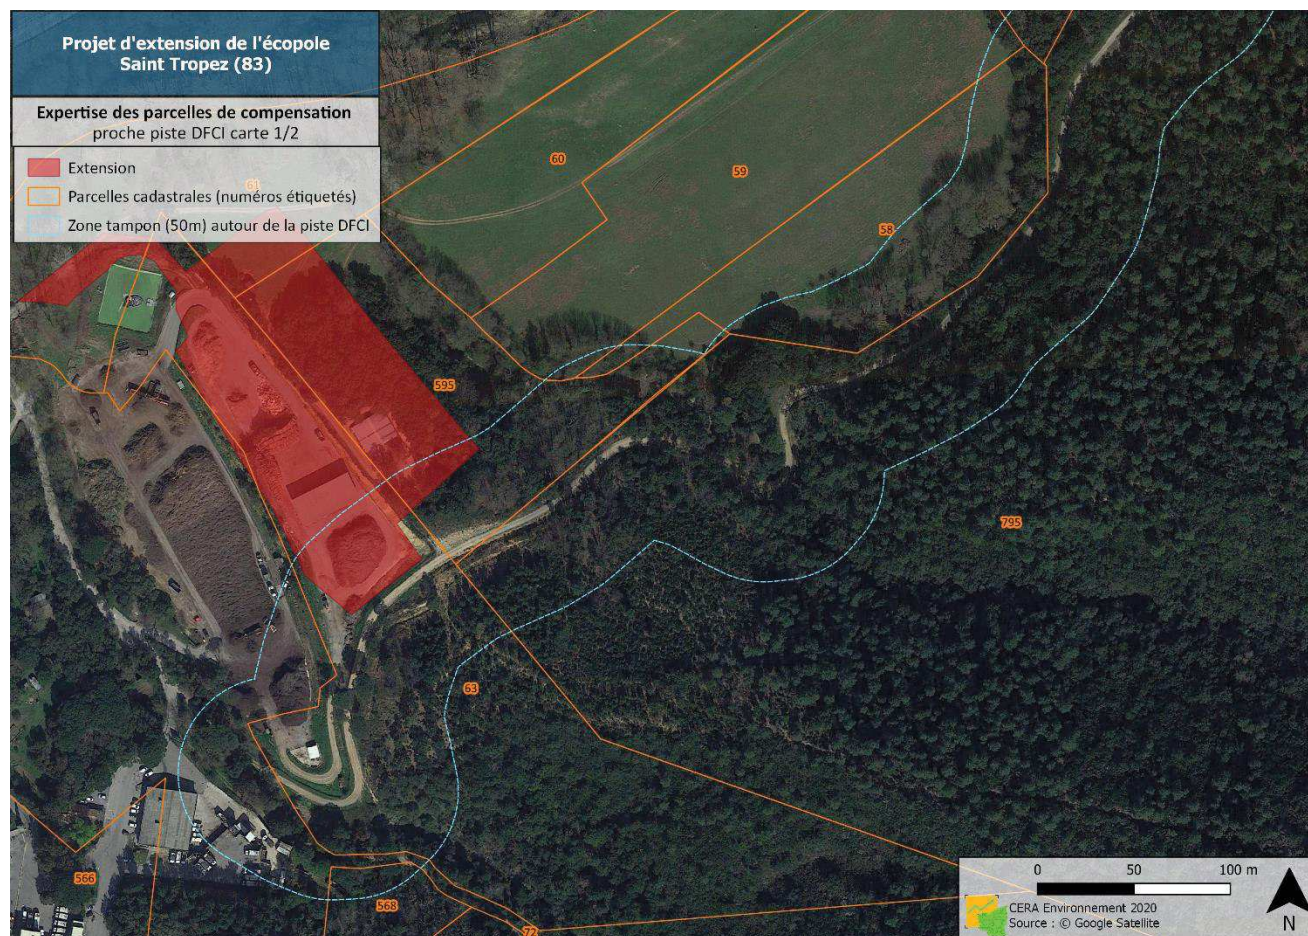 Projet d'extension de l'écopole
Saint Tropez (83)
Expertise des parcelles de compensation
proche piste DFCI carte 1/2
Extension
Parcelles cadastrales (numéros étiquetés)
Zone tampon (50m) autour de la piste DFCI
61
60
59
58
595
795
63
566
568
72
0 50 100 m
CERA Environnement 2020
Source : © Google Satellite
N